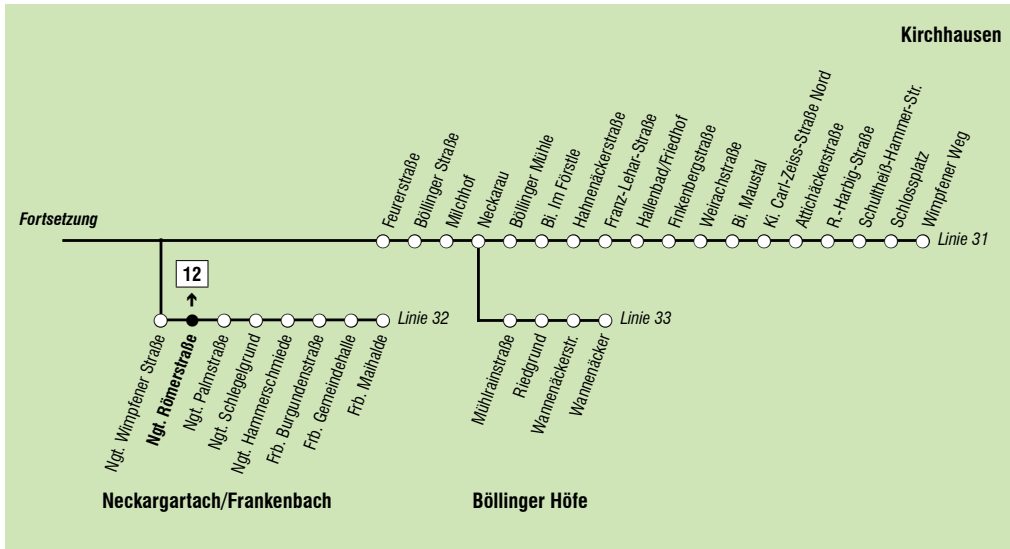 Kirchhausen
Fortsetzung
Feurerstraße
Böllinger Straße
Milchhof
Neckarau
Böllinger Mühle
Bi. Im Förstle
Hahnenäckerstraße
Franz-Lehar-Straße
Hallenbad/Friedhof
Finkenbergstraße
Weirachstraße
Bi. Maustal
Ki. Carl-Zeiss-Straße Nord
Attichäckerstraße
R.-Harbig-Straße
Schultheiß-Hammer-Str.
Schlossplatz
Wimpfener Weg
Linie 31
12
Linie 32
Linie 33
Ngt. Wimpfener Straße
Ngt. Römerstraße
Ngt. Palmstraße
Ngt. Schlegelgrund
Ngt. Hammerschmiede
Frb. Burgundenstraße
Frb. Gemeindehalle
Frb. Maihalde
Mühlrainstraße
Riedgrund
Wannenäckerstr.
Wannenäcker
Neckargartach/Frankenbach
Böllinger Höfe